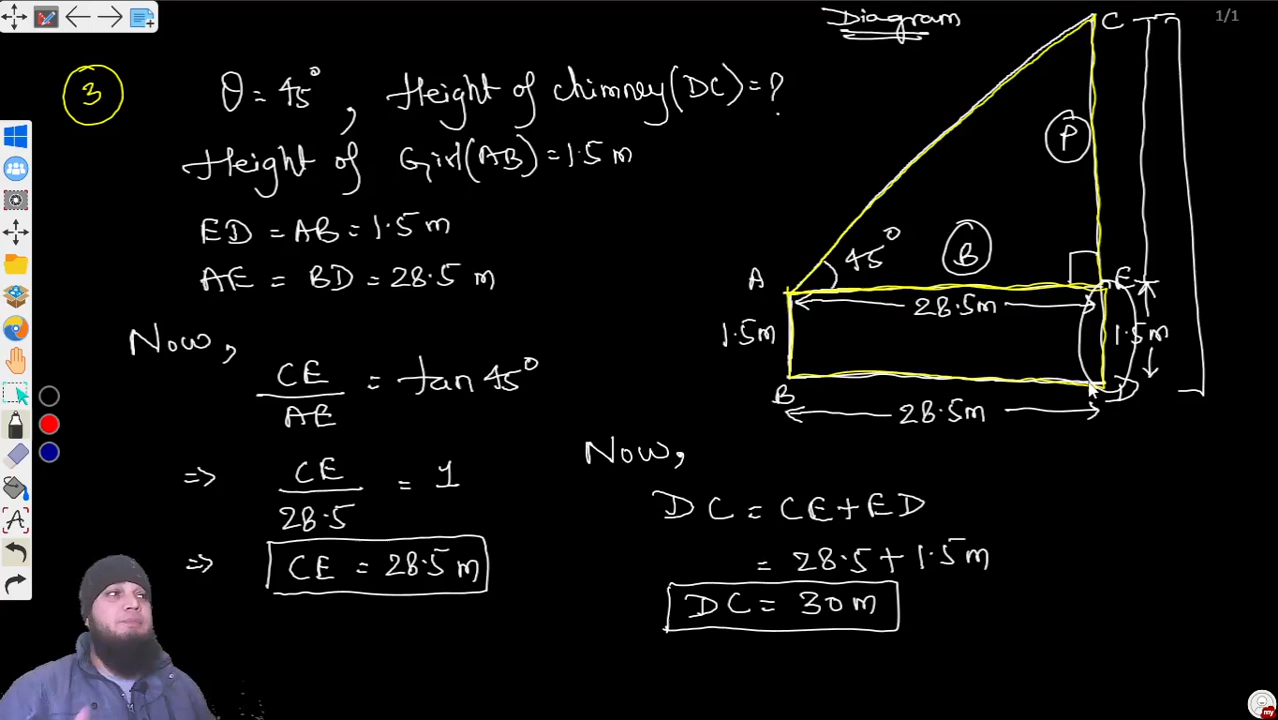 1/1
Diagram
3
θ = 45°, Height of chimney (DC) = ?
Height of Girl (AB) = 1.5 m
ED = AB = 1.5 m
AE = BD = 28.5 m
Now,
CE/AE = tan 45°
=> CE/28.5 = 1
=> CE = 28.5 m
Now,
DC = CE + ED
= 28.5 + 1.5 m
DC = 30 m
C
P
45°
B
A
E
28.5m
1.5m
1.5m
B
D
28.5m
my